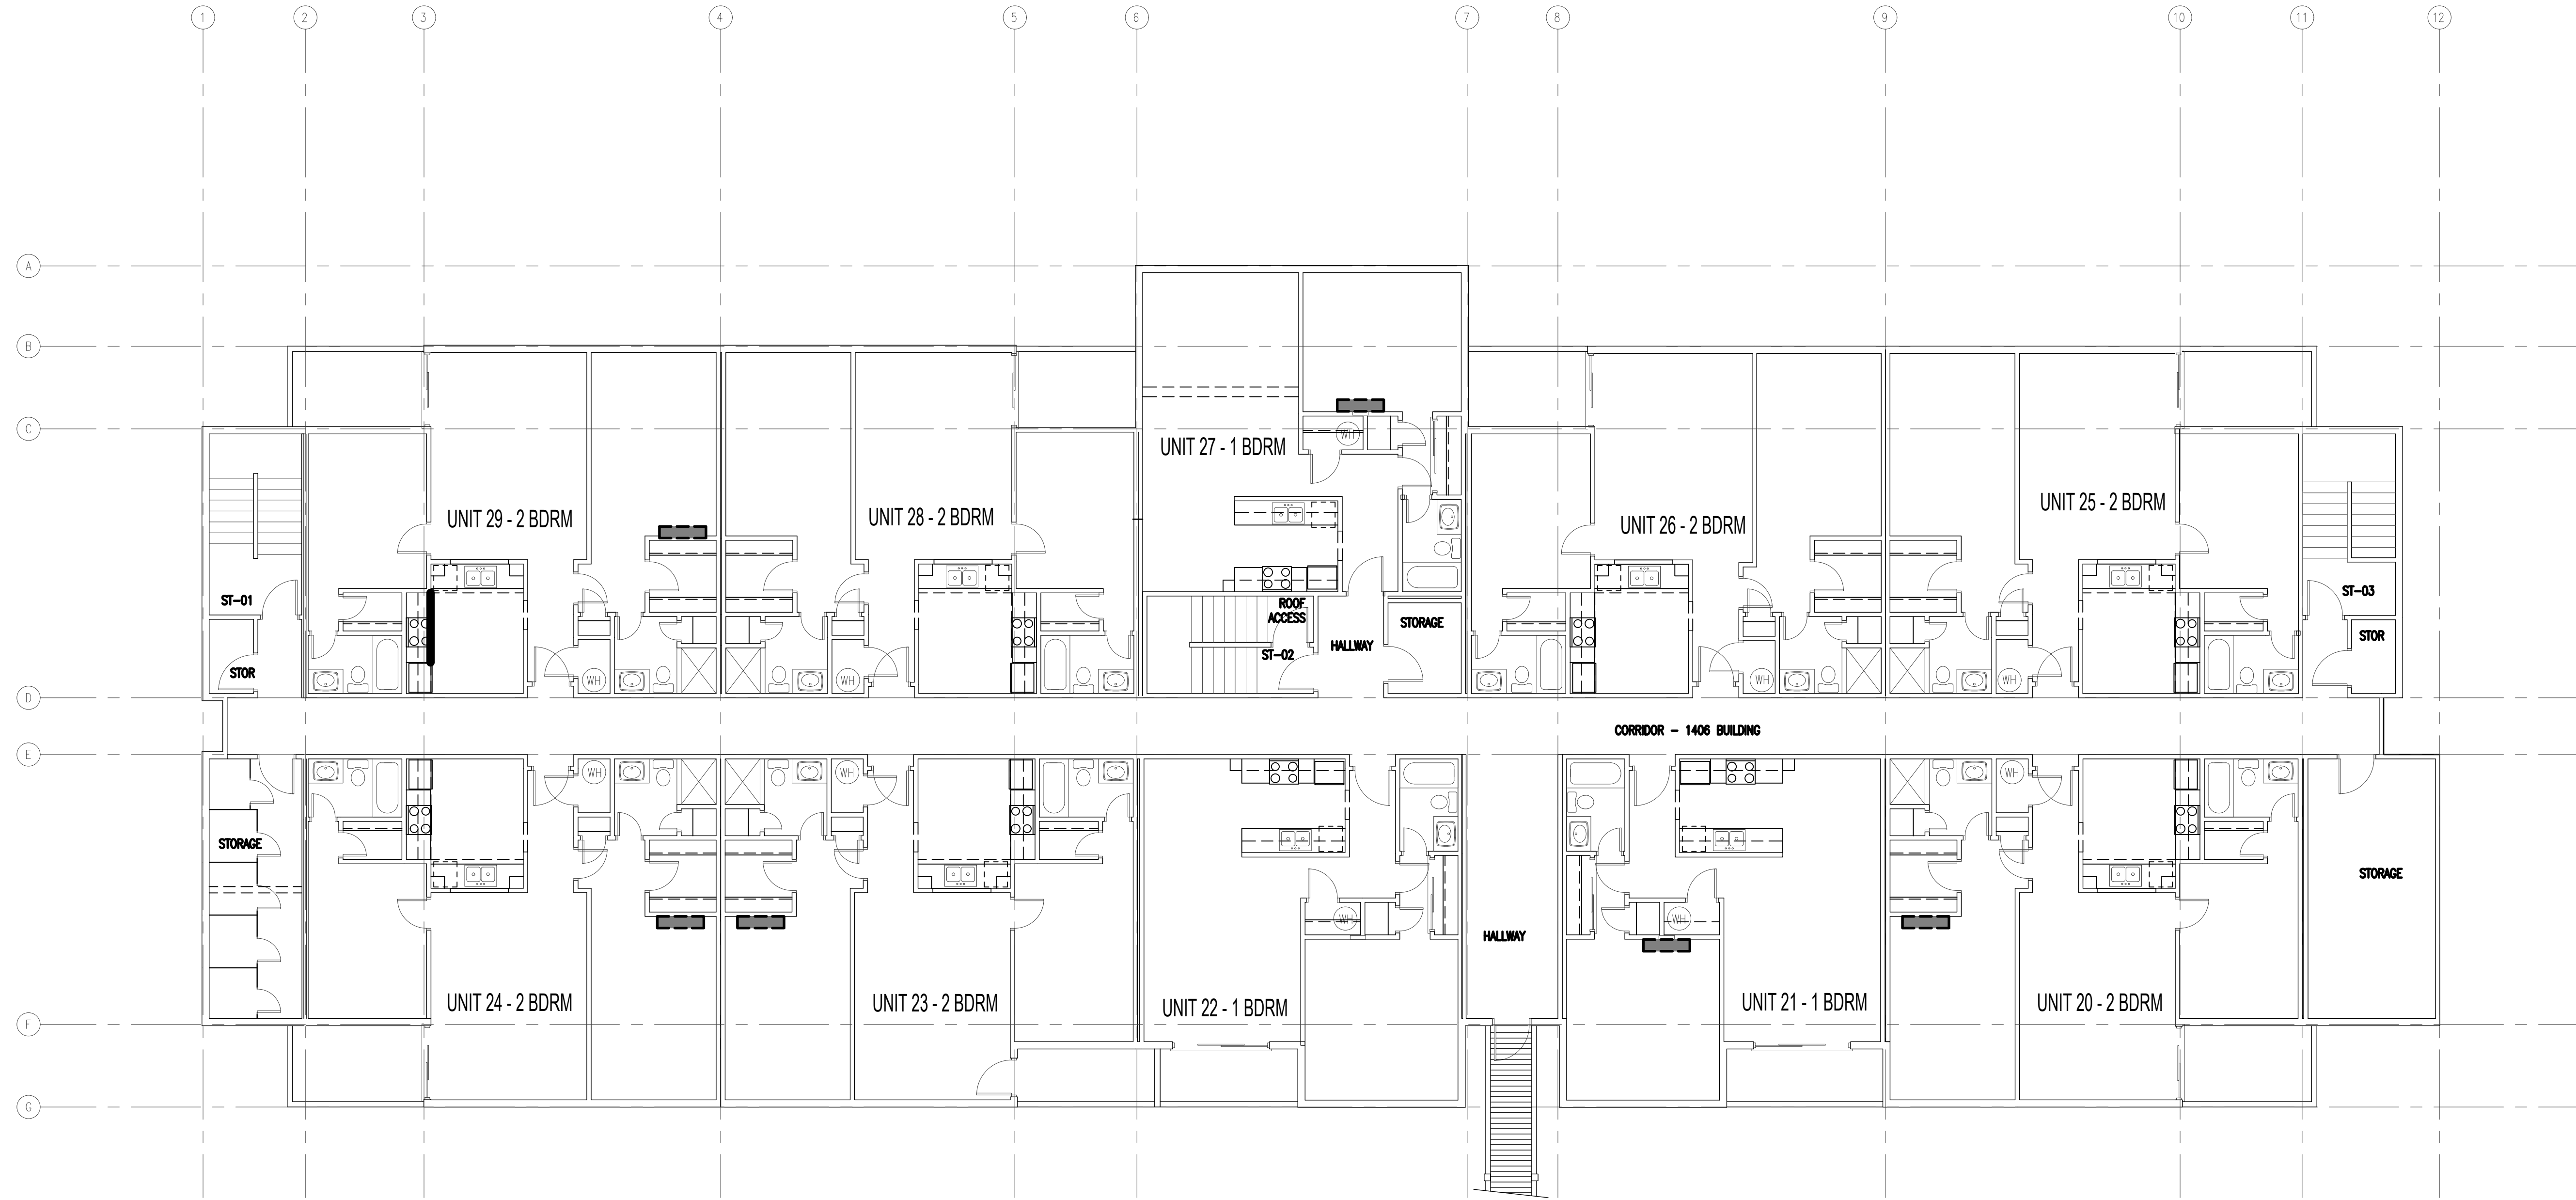 1 2 3 4 5 6 7 8 9 10 11 12
A
B
C
UNIT 27 - 1 BDRM
WH
UNIT 29 - 2 BDRM
UNIT 28 - 2 BDRM
UNIT 26 - 2 BDRM
UNIT 25 - 2 BDRM
ST-01
ROOF
ACCESS
STORAGE
ST-03
STOR
HALLWAY
ST-02
STOR
WH
WH
WH
WH
D
CORRIDOR - 1406 BUILDING
E
WH
WH
WH
STORAGE
STORAGE
WH
WH
HALLWAY
UNIT 24 - 2 BDRM
UNIT 23 - 2 BDRM
UNIT 22 - 1 BDRM
UNIT 21 - 1 BDRM
UNIT 20 - 2 BDRM
F
G